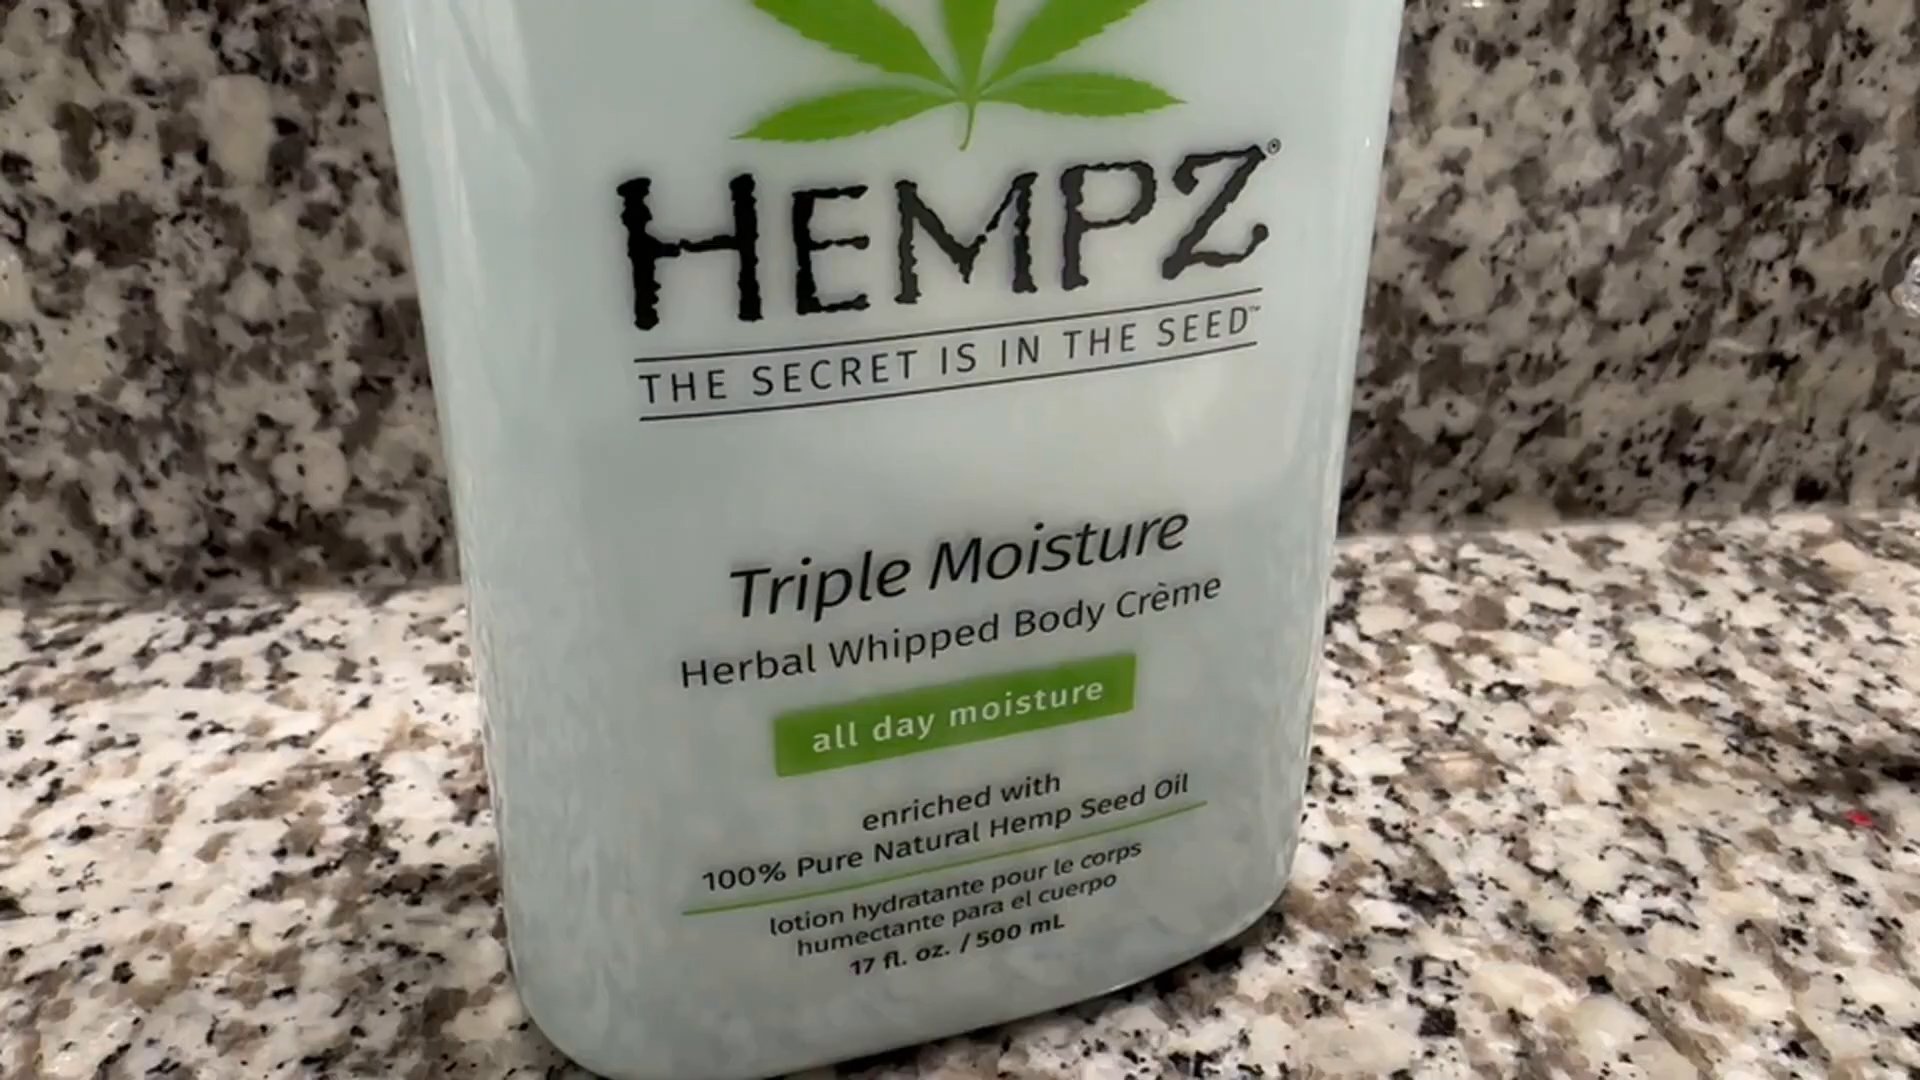 HEMPZ®
THE SECRET IS IN THE SEED™
Triple Moisture
Herbal Whipped Body Crème
all day moisture
enriched with
100% Pure Natural Hemp Seed Oil
lotion hydratante pour le corps
humectante para el cuerpo
17 fl. oz. / 500 mL